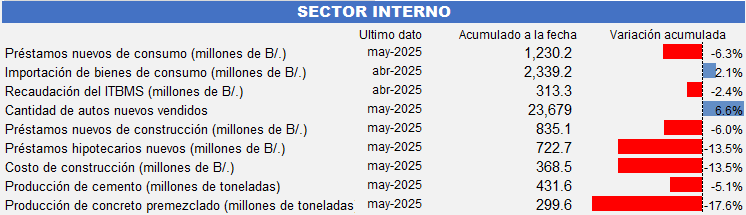 SECTOR INTERNO
Ultimo dato Acumulado a la fecha Variación acumulada
Préstamos nuevos de consumo (millones de B/.) may-2025 1,230.2 -6.3%
Importación de bienes de consumo (millones de B/.) abr-2025 2,339.2 2.1%
Recaudación del ITBMS (millones de B/.) abr-2025 313.3 -2.4%
Cantidad de autos nuevos vendidos may-2025 23,679 6.6%
Préstamos nuevos de construcción (millones de B/.) may-2025 835.1 -6.0%
Préstamos hipotecarios nuevos (millones de B/.) may-2025 722.7 -13.5%
Costo de construcción (millones de B/.) may-2025 368.5 -13.5%
Producción de cemento (millones de toneladas) may-2025 431.6 -5.1%
Producción de concreto premezclado (millones de toneladas may-2025 299.6 -17.6%